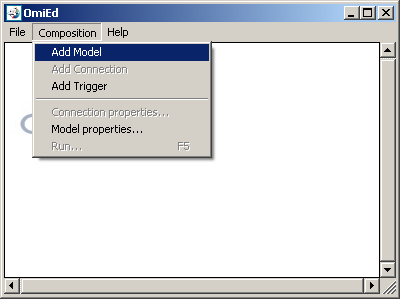 OmiEd
File Composition Help
Add Model
Add Connection
Add Trigger
Connection properties...
Model properties...
Run... F5